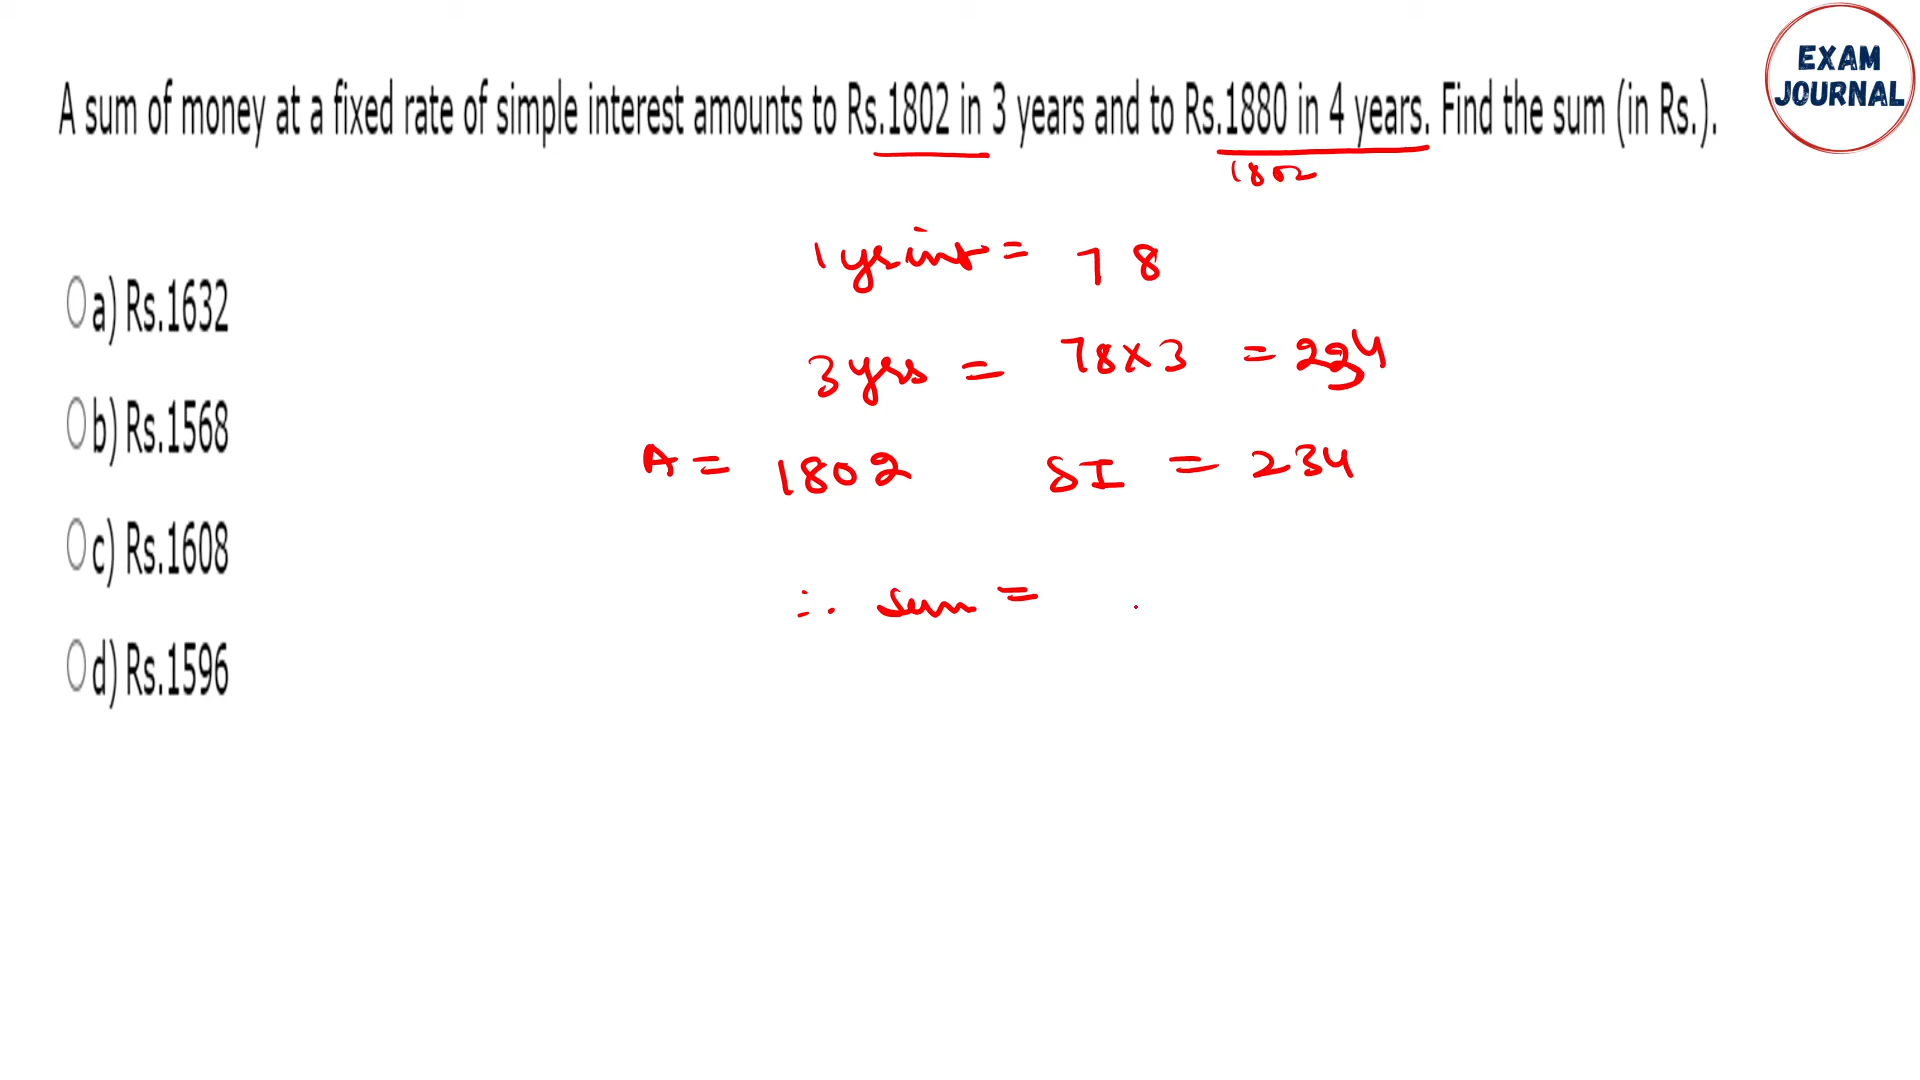 EXAM
JOURNAL
A sum of money at a fixed rate of simple interest amounts to Rs.1802 in 3 years and to Rs.1880 in 4 years. Find the sum (in Rs.).
1802
1 yr int = 78
a) Rs.1632
3 yrs = 78×3 = 234
b) Rs.1568
A = 1802 SI = 234
c) Rs.1608
∴ sum =
d) Rs.1596